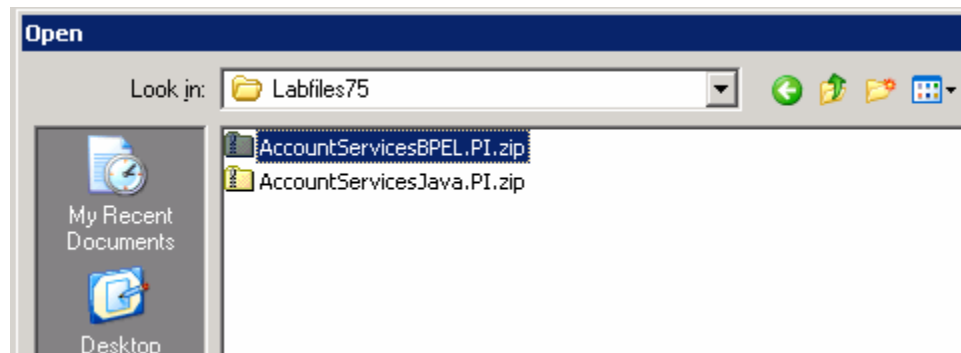 Open
Look in:
Labfiles75
AccountServicesBPEL.PI.zip
AccountServicesJava.PI.zip
My Recent
Documents
Desktop